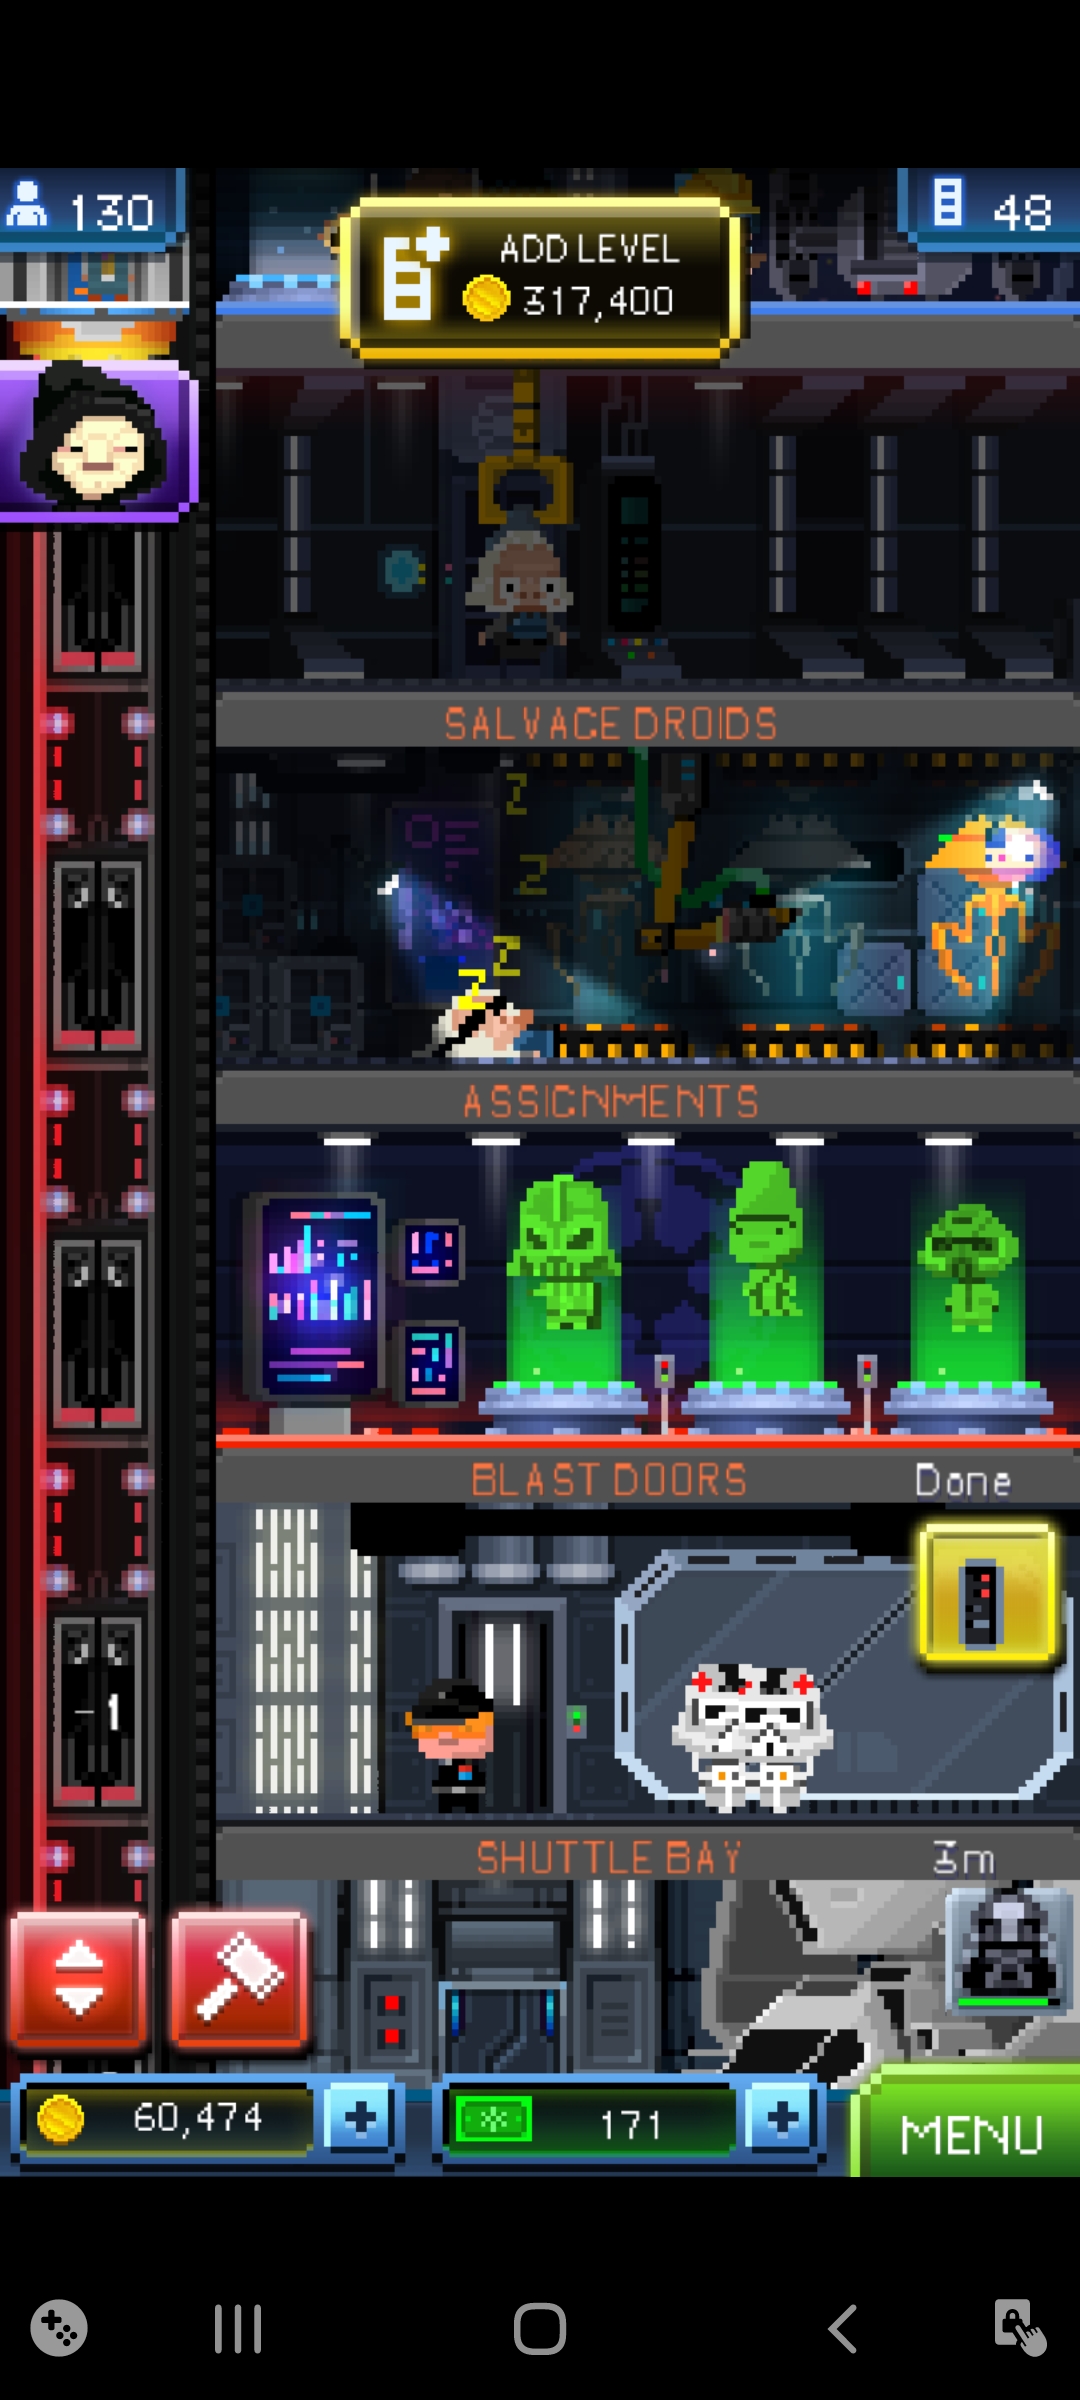 130
48
ADD LEVEL
317,400
SALVAGE DROIDS
Z
Z
Z
Z
ASSIGNMENTS
BLAST DOORS
Done
-1
SHUTTLE BAY
3m
60,474
171
MENU